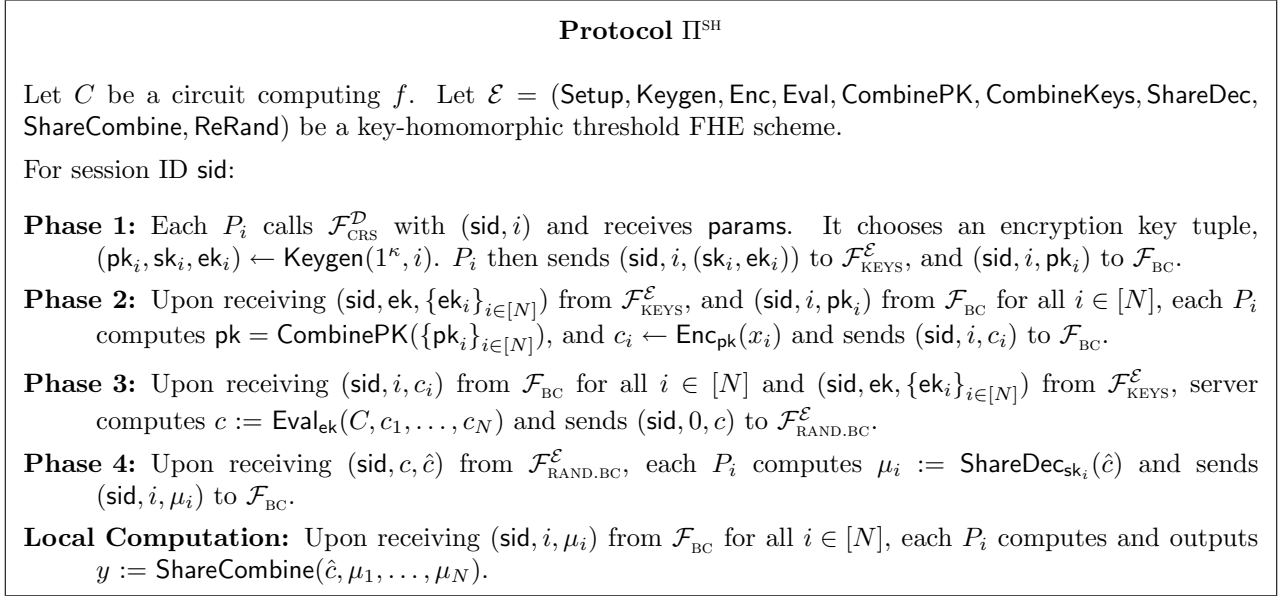 Protocol Π^SH
Let C be a circuit computing f. Let ℰ = (Setup, Keygen, Enc, Eval, CombinePK, CombineKeys, ShareDec,
ShareCombine, ReRand) be a key-homomorphic threshold FHE scheme.
For session ID sid:
Phase 1: Each P_i calls ℱ_CRS^𝒟 with (sid, i) and receives params. It chooses an encryption key tuple,
(pk_i, sk_i, ek_i) ← Keygen(1^κ, i). P_i then sends (sid, i, (sk_i, ek_i)) to ℱ_KEYS^ℰ, and (sid, i, pk_i) to ℱ_BC.
Phase 2: Upon receiving (sid, ek, {ek_i}_{i∈[N]}) from ℱ_KEYS^ℰ, and (sid, i, pk_i) from ℱ_BC for all i ∈ [N], each P_i
computes pk = CombinePK({pk_i}_{i∈[N]}), and c_i ← Enc_pk(x_i) and sends (sid, i, c_i) to ℱ_BC.
Phase 3: Upon receiving (sid, i, c_i) from ℱ_BC for all i ∈ [N] and (sid, ek, {ek_i}_{i∈[N]}) from ℱ_KEYS^ℰ, server
computes c := Eval_ek(C, c_1, . . . , c_N) and sends (sid, 0, c) to ℱ_RAND.BC^ℰ.
Phase 4: Upon receiving (sid, c, ĉ) from ℱ_RAND.BC^ℰ, each P_i computes μ_i := ShareDec_{sk_i}(ĉ) and sends
(sid, i, μ_i) to ℱ_BC.
Local Computation: Upon receiving (sid, i, μ_i) from ℱ_BC for all i ∈ [N], each P_i computes and outputs
y := ShareCombine(ĉ, μ_1, . . . , μ_N).